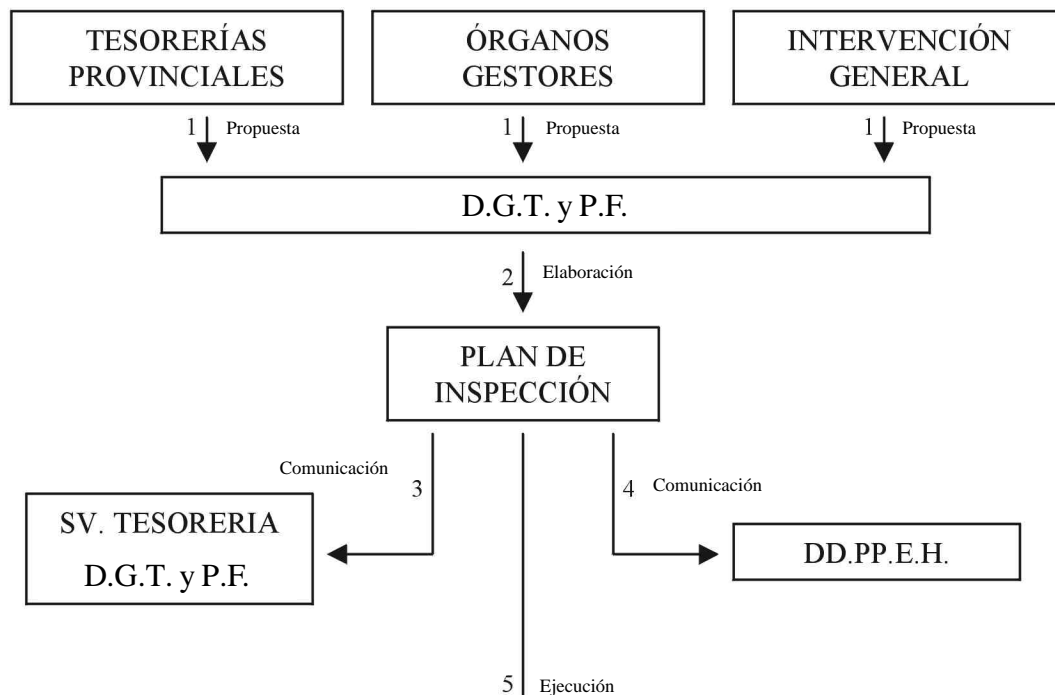 TESORERÍAS
PROVINCIALES
ÓRGANOS
GESTORES
INTERVENCIÓN
GENERAL
1 Propuesta
1 Propuesta
1 Propuesta
D.G.T. y P.F.
2 Elaboración
PLAN DE
INSPECCIÓN
Comunicación
3
4 Comunicación
SV. TESORERIA
D.G.T. y P.F.
DD.PP.E.H.
5 Ejecución